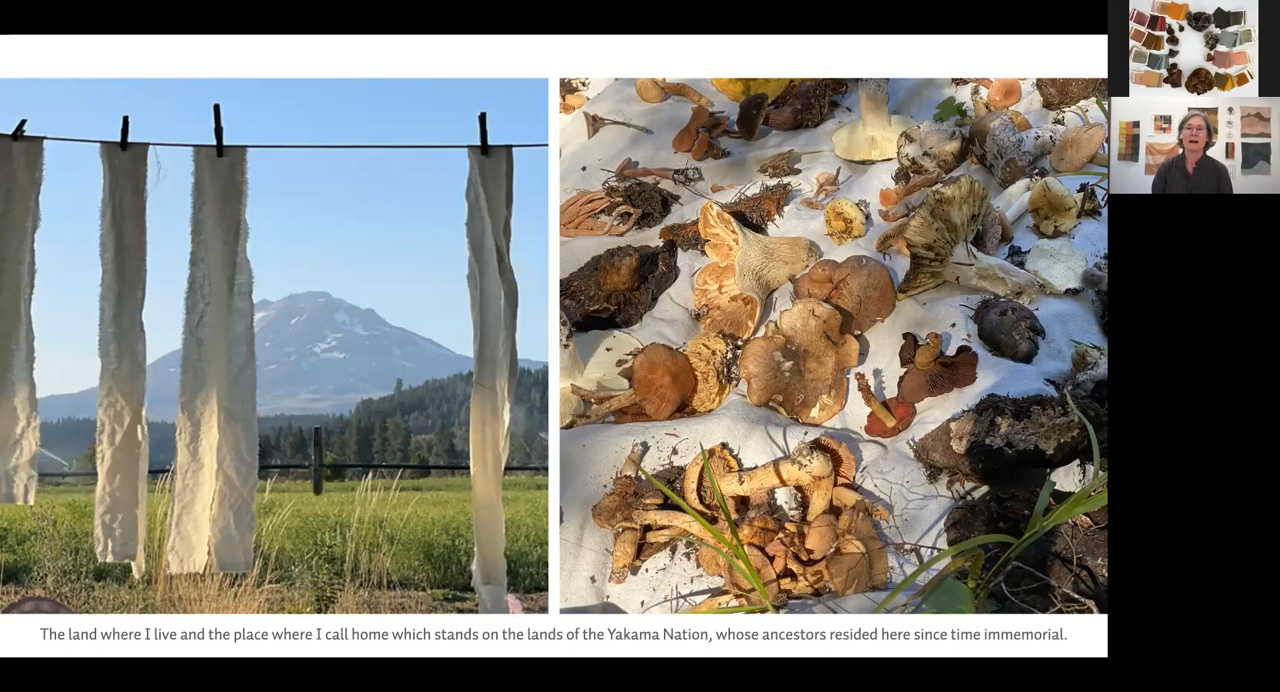 The land where I live and the place where I call home which stands on the lands of the Yakama Nation, whose ancestors resided here since time immemorial.